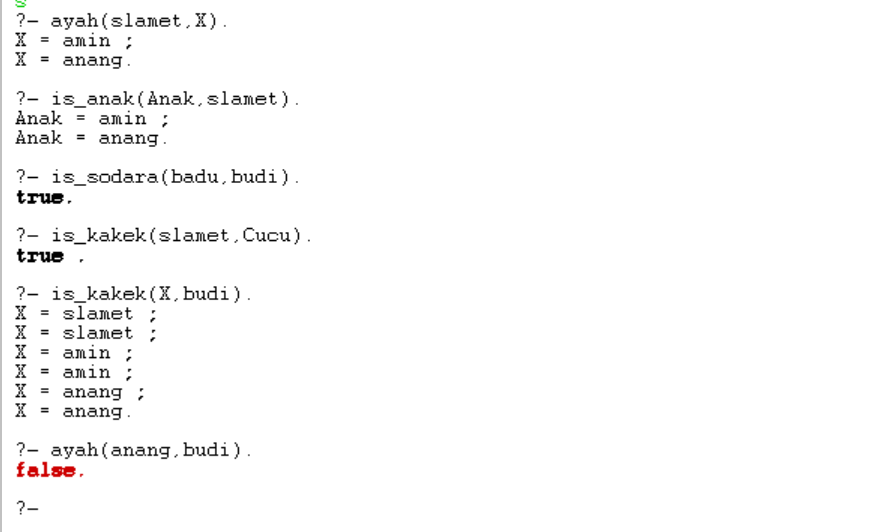 ?- ayah(slamet,X).
X = amin ;
X = anang.
?- is_anak(Anak,slamet).
Anak = amin ;
Anak = anang.
?- is_sodara(badu,budi).
true.
?- is_kakek(slamet,Cucu).
true .
?- is_kakek(X,budi).
X = slamet ;
X = slamet ;
X = amin ;
X = amin ;
X = anang ;
X = anang.
?- ayah(anang,budi).
false.
?-